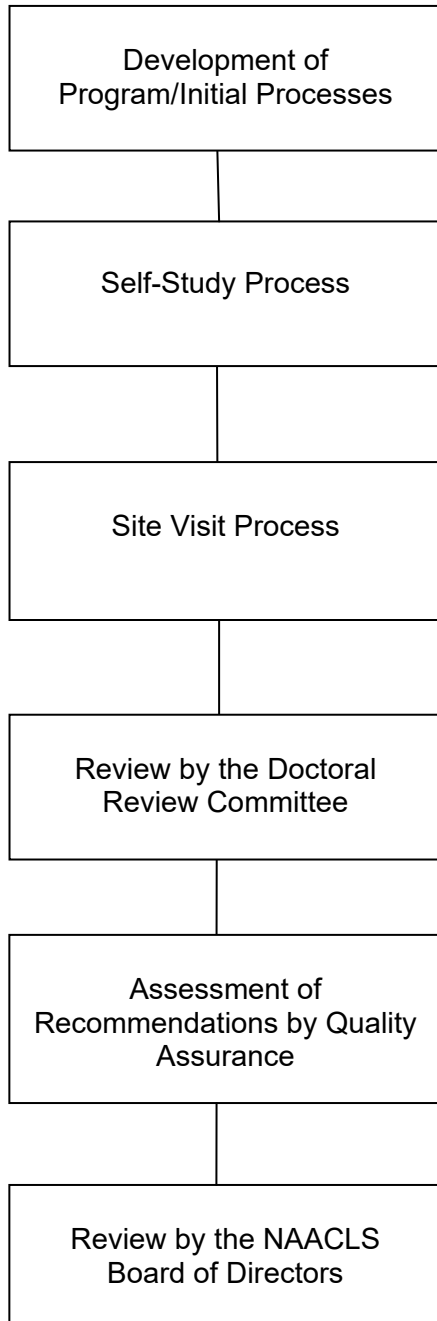 Development of
Program/Initial Processes
Self-Study Process
Site Visit Process
Review by the Doctoral
Review Committee
Assessment of
Recommendations by Quality
Assurance
Review by the NAACLS
Board of Directors